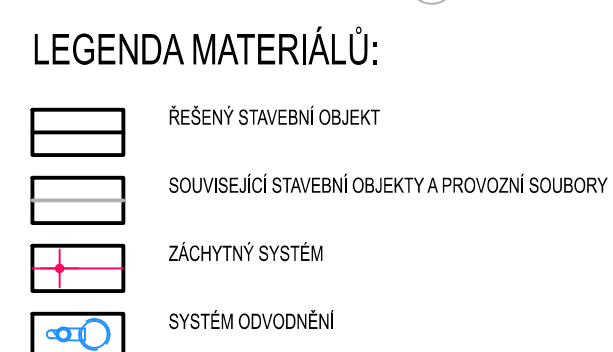 LEGENDA MATERIÁLŮ:
ŘEŠENÝ STAVEBNÍ OBJEKT
SOUVISEJÍCÍ STAVEBNÍ OBJEKTY A PROVOZNÍ SOUBORY
ZÁCHYTNÝ SYSTÉM
SYSTÉM ODVODNĚNÍ